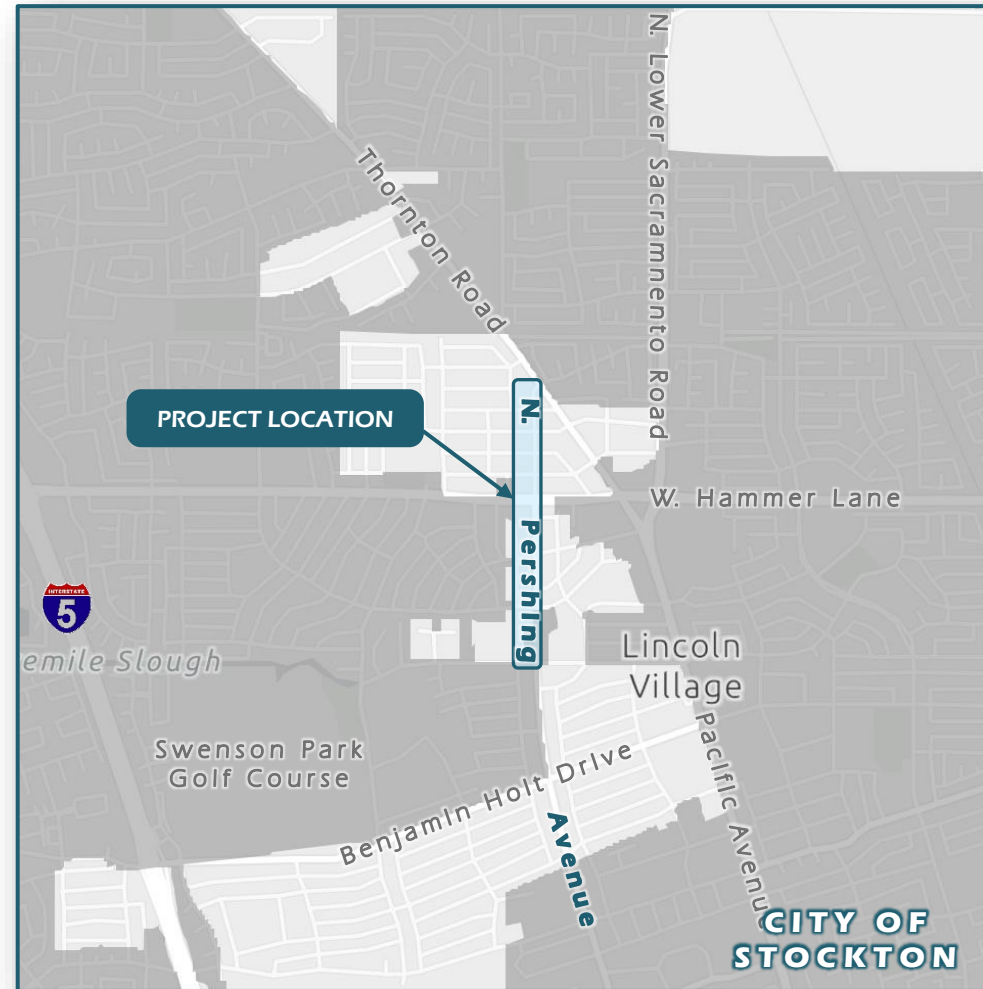 N. Lower Sacramnento Road
Thornton Road
PROJECT LOCATION
N. Pershing
W. Hammer Lane
INTERSTATE
5
emile Slough
Lincoln
Village
Swenson Park
Golf Course
Benjamin Holt Drive
Pacific Avenue
Avenue
CITY OF
STOCKTON